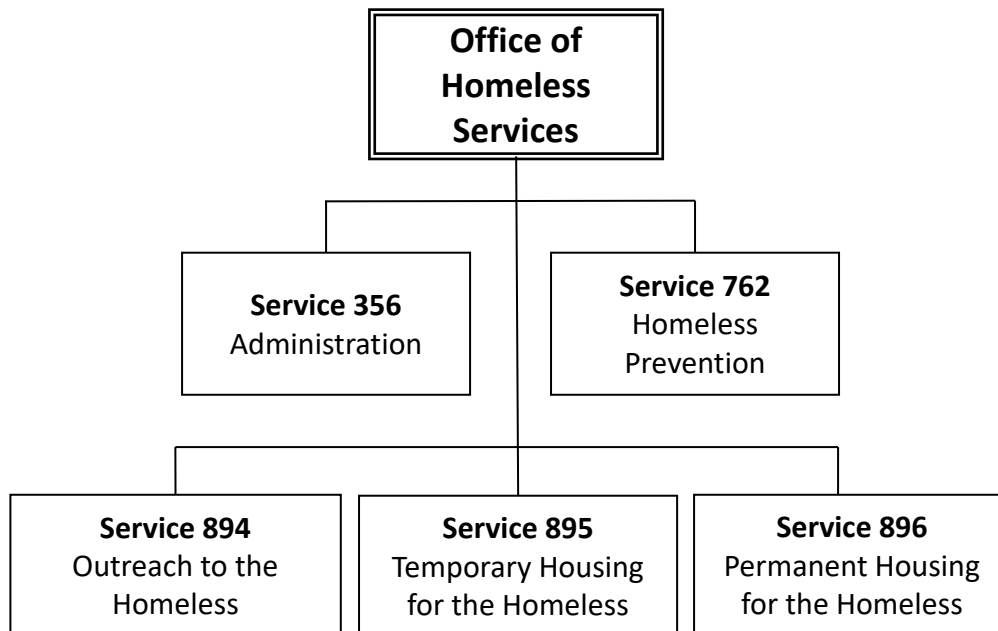 Office of
Homeless
Services
Service 356
Administration
Service 762
Homeless
Prevention
Service 894
Outreach to the
Homeless
Service 895
Temporary Housing
for the Homeless
Service 896
Permanent Housing
for the Homeless